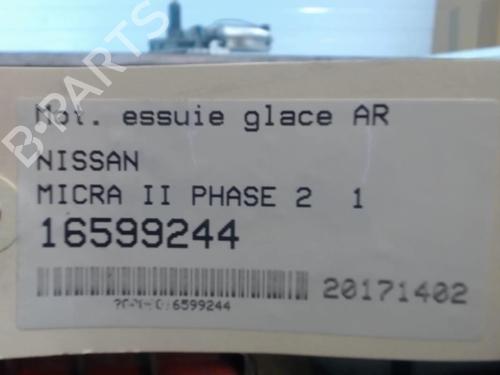 B-PARTS
Mot. essuie glace AR
NISSAN
MICRA II PHASE 2 1
16599244
20171402